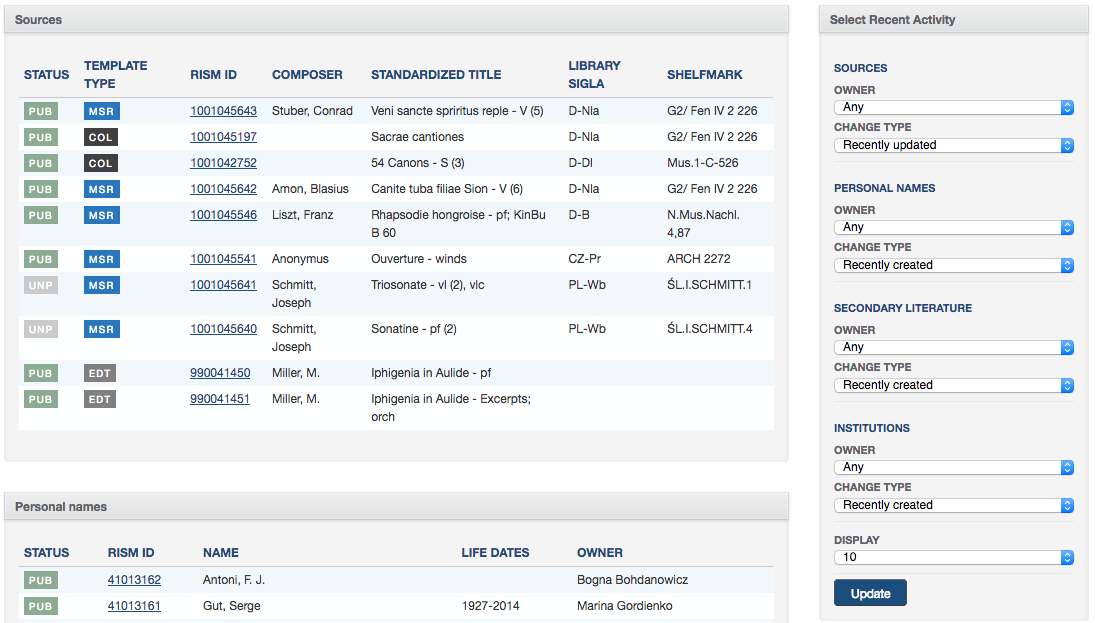 Sources
STATUS TEMPLATE TYPE RISM ID COMPOSER STANDARDIZED TITLE LIBRARY SIGLA SHELFMARK
PUB MSR 1001045643 Stuber, Conrad Veni sancte spriritus reple - V (5) D-Nla G2/ Fen IV 2 226
PUB COL 1001045197 Sacrae cantiones D-Nla G2/ Fen IV 2 226
PUB COL 1001042752 54 Canons - S (3) D-Dl Mus.1-C-526
PUB MSR 1001045642 Amon, Blasius Canite tuba filiae Sion - V (6) D-Nla G2/ Fen IV 2 226
PUB MSR 1001045546 Liszt, Franz Rhapsodie hongroise - pf; KinBu D-B N.Mus.Nachl.
B 60 4,87
PUB MSR 1001045541 Anonymus Ouverture - winds CZ-Pr ARCH 2272
UNP MSR 1001045641 Schmitt, Triosonate - vl (2), vlc PL-Wb ŚL.I.SCHMITT.1
Joseph
UNP MSR 1001045640 Schmitt, Sonatine - pf (2) PL-Wb ŚL.I.SCHMITT.4
Joseph
PUB EDT 990041450 Miller, M. Iphigenia in Aulide - pf
PUB EDT 990041451 Miller, M. Iphigenia in Aulide - Excerpts;
orch
Personal names
STATUS RISM ID NAME LIFE DATES OWNER
PUB 41013162 Antoni, F. J. Bogna Bohdanowicz
PUB 41013161 Gut, Serge 1927-2014 Marina Gordienko
Select Recent Activity
SOURCES
OWNER
Any
CHANGE TYPE
Recently updated
PERSONAL NAMES
OWNER
Any
CHANGE TYPE
Recently created
SECONDARY LITERATURE
OWNER
Any
CHANGE TYPE
Recently created
INSTITUTIONS
OWNER
Any
CHANGE TYPE
Recently created
DISPLAY
10
Update